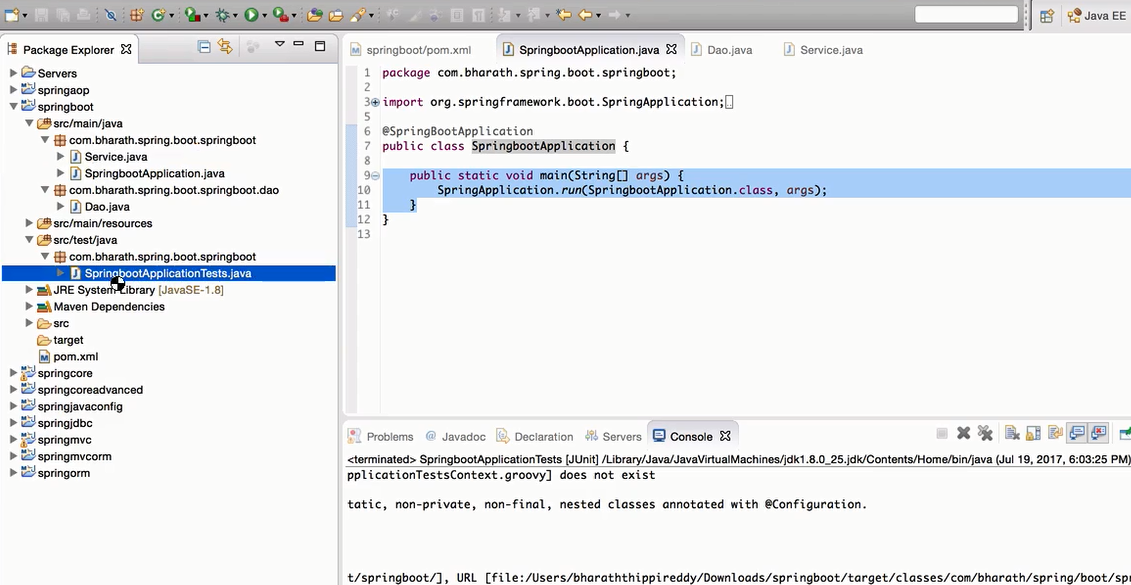 Java EE
Package Explorer
Servers
springaop
springboot
src/main/java
com.bharath.spring.boot.springboot
Service.java
SpringbootApplication.java
com.bharath.spring.boot.springboot.dao
Dao.java
src/main/resources
src/test/java
com.bharath.spring.boot.springboot
SpringbootApplicationTests.java
JRE System Library [JavaSE-1.8]
Maven Dependencies
src
target
pom.xml
springcore
springcoreadvanced
springjavaconfig
springjdbc
springmvc
springmvcorm
springorm
springboot/pom.xml SpringbootApplication.java Dao.java Service.java
1 package com.bharath.spring.boot.springboot;
2
3 import org.springframework.boot.SpringApplication;
5
6 @SpringBootApplication
7 public class SpringbootApplication {
8
9 public static void main(String[] args) {
10 SpringApplication.run(SpringbootApplication.class, args);
11 }
12 }
13
Problems @ Javadoc Declaration Servers Console
<terminated> SpringbootApplicationTests [JUnit] /Library/Java/JavaVirtualMachines/jdk1.8.0_25.jdk/Contents/Home/bin/java (Jul 19, 2017, 6:03:25 PM)
pplicationTestsContext.groovy] does not exist
tatic, non-private, non-final, nested classes annotated with @Configuration.
t/springboot/], URL [file:/Users/bharaththippireddy/Downloads/springboot/target/classes/com/bharath/spring/boot/sp